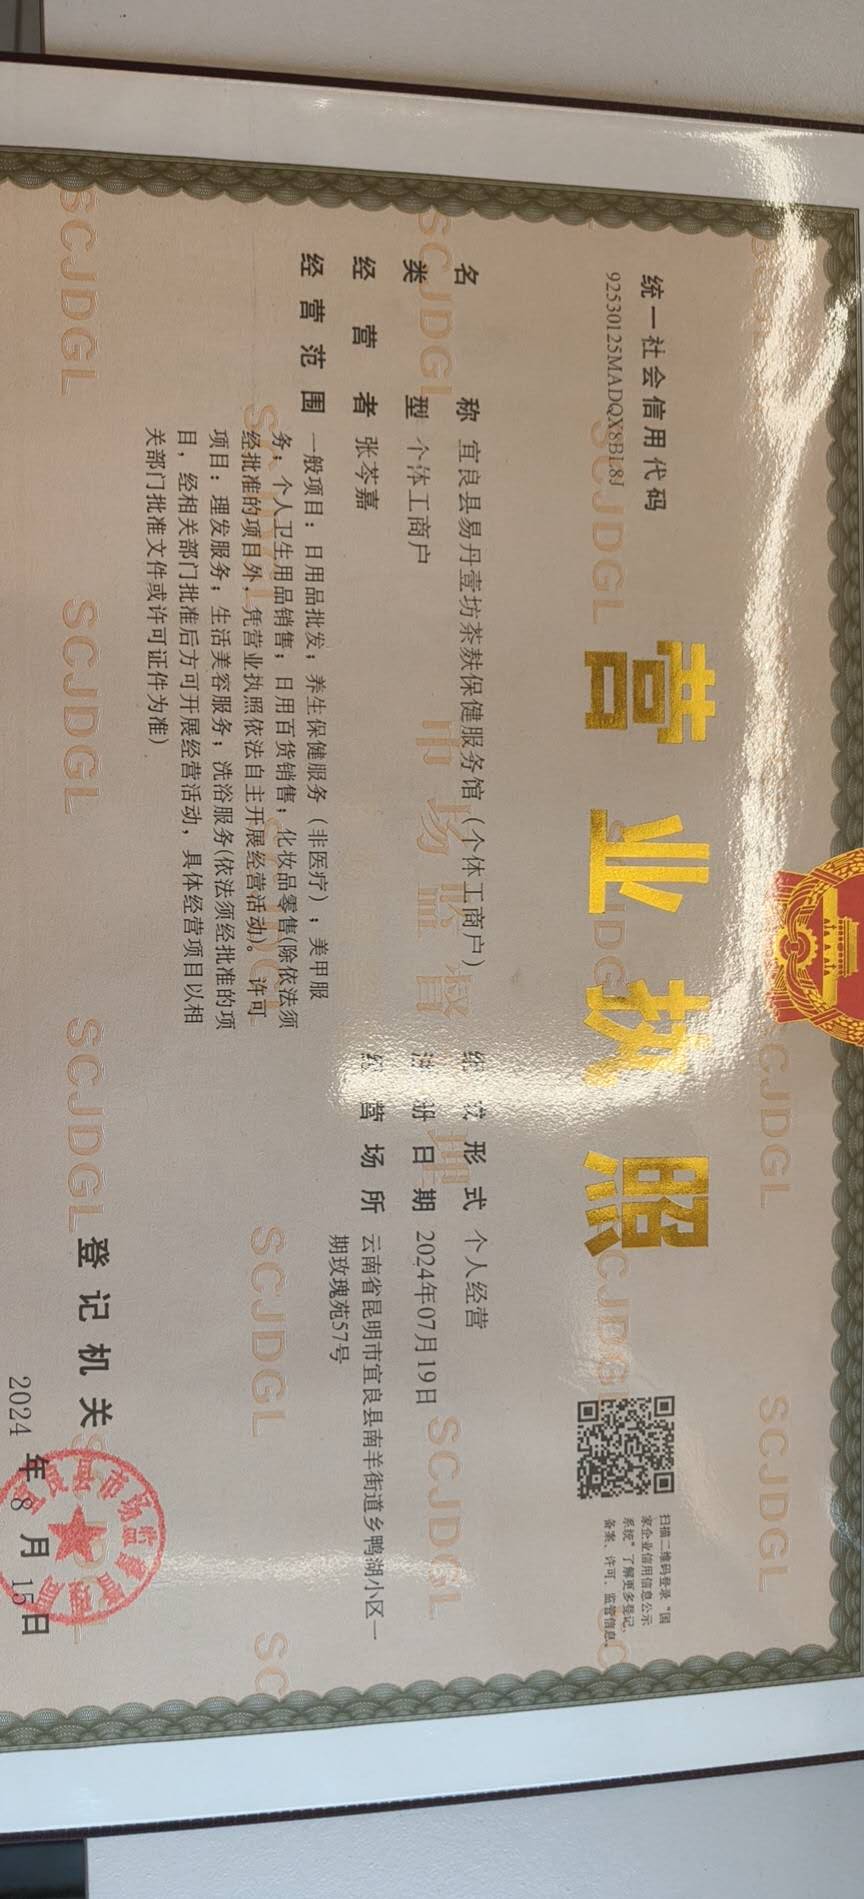 营业执照
统一社会信用代码
92530125MADQX8BL8J
扫描二维码登录“国
家企业信用信息公示
系统”了解更多登记、
备案、许可、监管信息。
名称 宜良县易丹壹坊茶麸保健服务馆（个体工商户）
类型 个体工商户
经营者 张芩嘉
经营范围 一般项目：日用品批发；养生保健服务（非医疗）；美甲服
务；个人卫生用品销售；日用百货销售；化妆品零售(除依法须
经批准的项目外，凭营业执照依法自主开展经营活动)。许可
项目：理发服务；生活美容服务；洗浴服务(依法须经批准的项
目，经相关部门批准后方可开展经营活动，具体经营项目以相
关部门批准文件或许可证件为准)
组成形式 个人经营
注册日期 2024年07月19日
经营场所 云南省昆明市宜良县南羊街道乡鸭湖小区一
期玫瑰苑57号
登记机关
2024年8月15日
SCJDGL
市场监督管理